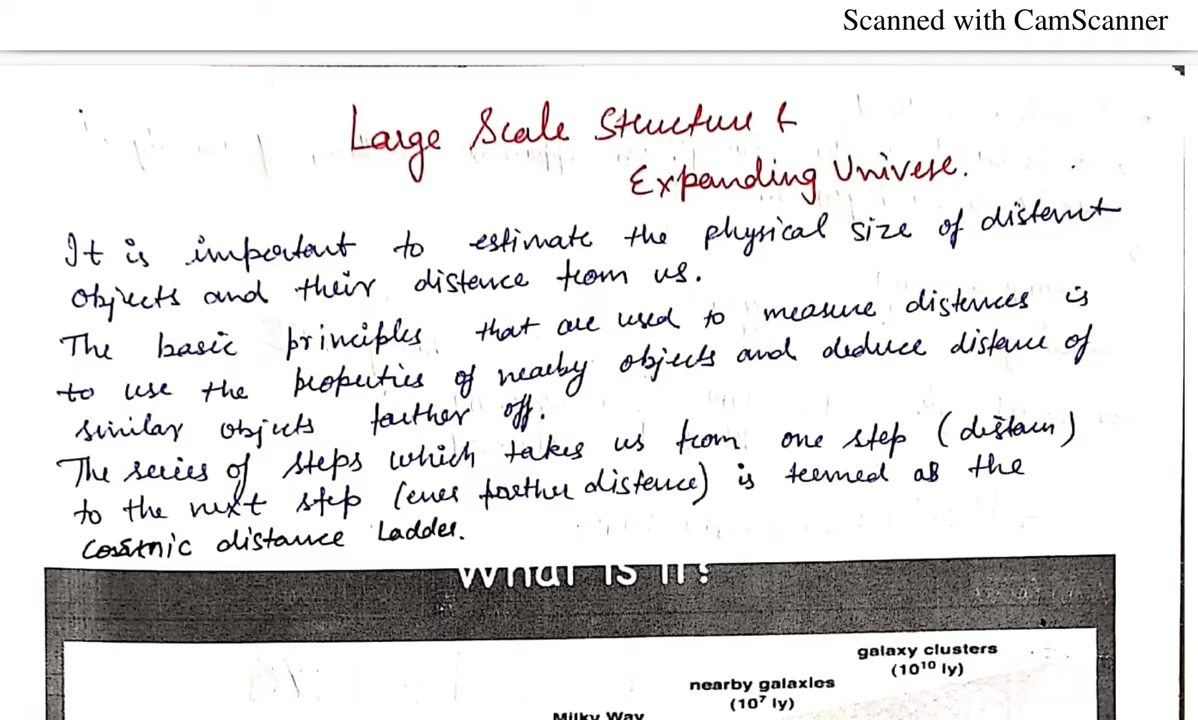 Scanned with CamScanner
Large Scale Structure &
Expanding Universe.
It is important to estimate the physical size of distant
objects and their distance from us.
The basic principles that are used to measure distances is
to use the properties of nearby objects and deduce distance of
similar objects farther off.
The series of steps which takes us from one step (distan)
to the next step (ever farther distence) is teemed as the
Cosmic distance Ladder.
What is it?
galaxy clusters
(10¹⁰ ly)
nearby galaxies
(10⁷ ly)
Milky Way